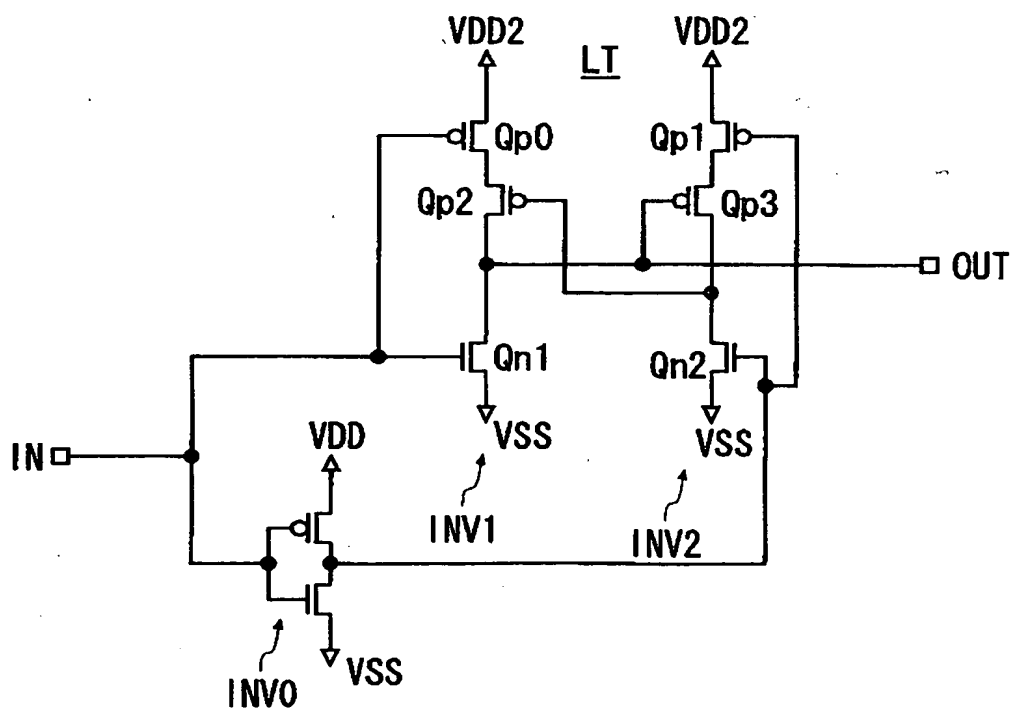 VDD2
LT
VDD2
Qp0
Qp1
Qp2
Qp3
OUT
Qn1
Qn2
VSS
VSS
IN
VDD
INV1
INV2
VSS
INV0